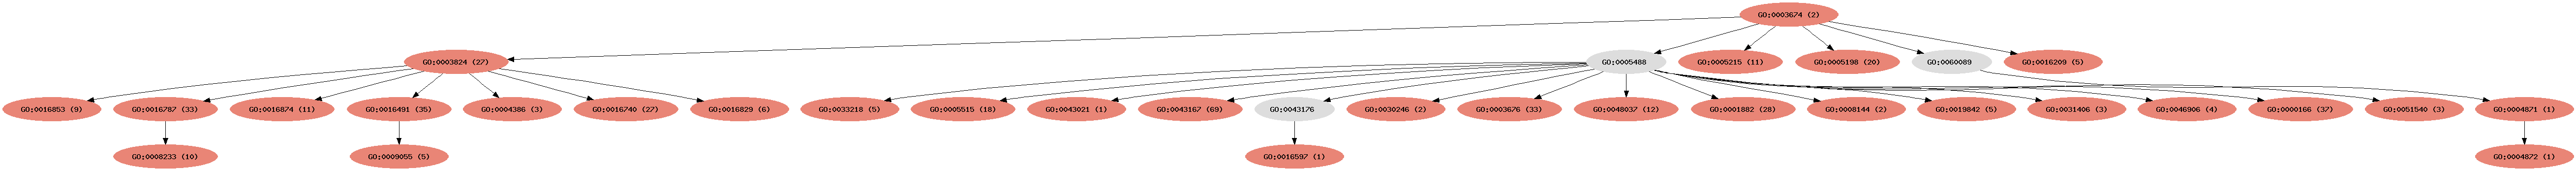 GO:0003674 (2)
GO:0003824 (27)
GO:0005488
GO:0005215 (11)
GO:0005198 (20)
GO:0060089
GO:0016209 (5)
GO:0016853 (9)
GO:0016787 (33)
GO:0016874 (11)
GO:0016491 (35)
GO:0004386 (3)
GO:0016740 (27)
GO:0016829 (6)
GO:0033218 (5)
GO:0005515 (18)
GO:0043021 (1)
GO:0043167 (69)
GO:0043176
GO:0030246 (2)
GO:0003676 (33)
GO:0048037 (12)
GO:0001882 (28)
GO:0008144 (2)
GO:0019842 (5)
GO:0031406 (3)
GO:0046906 (4)
GO:0000166 (37)
GO:0051540 (3)
GO:0004871 (1)
GO:0008233 (10)
GO:0009055 (5)
GO:0016597 (1)
GO:0004872 (1)